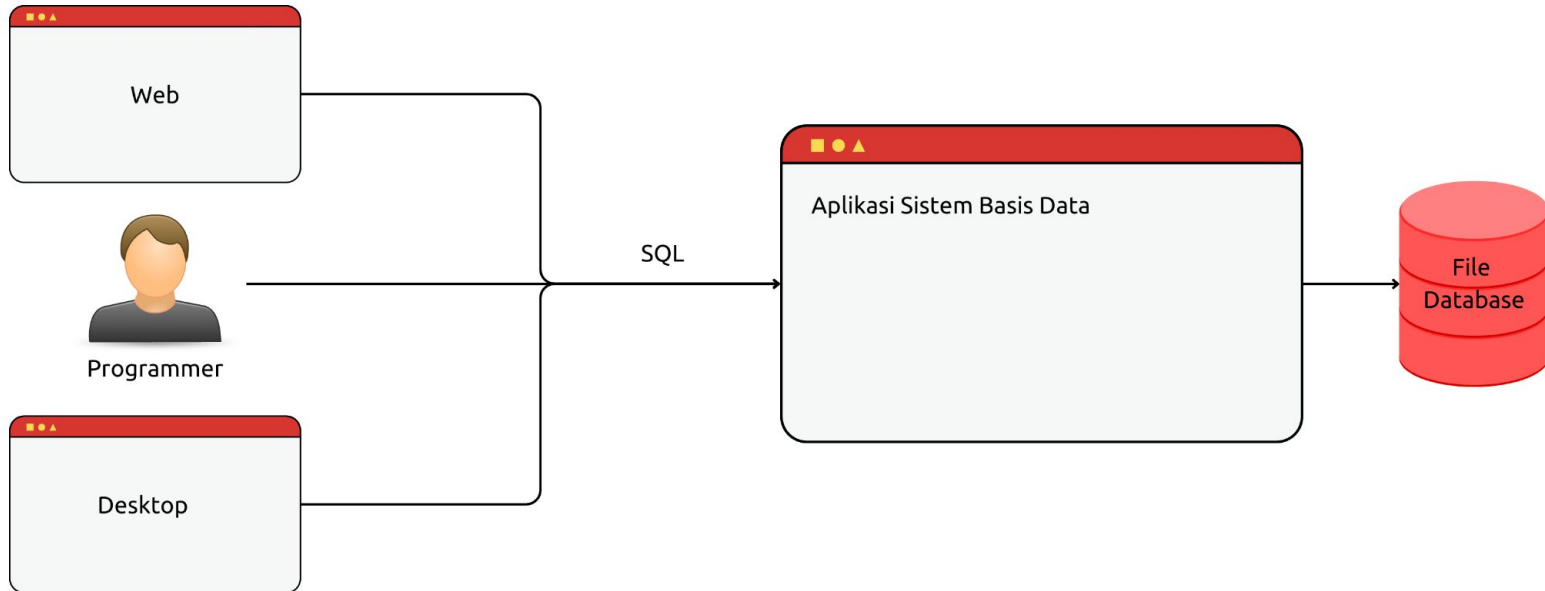 Web
Programmer
Desktop
SQL
Aplikasi Sistem Basis Data
File
Database